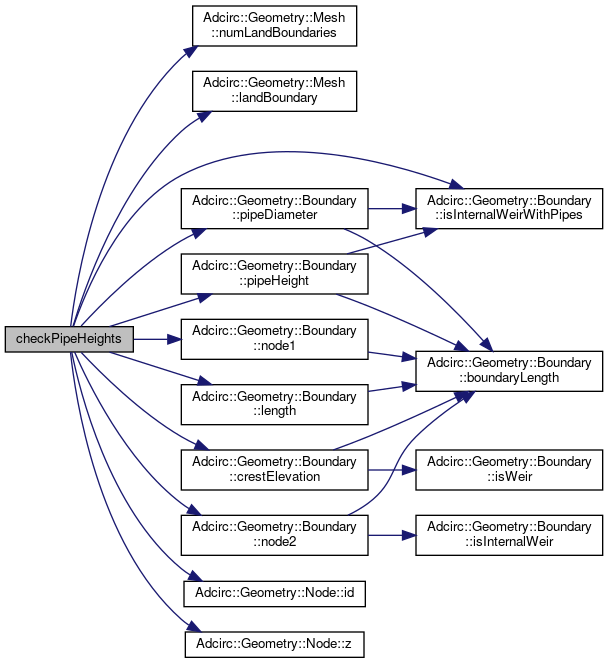 Adcirc::Geometry::Mesh
::numLandBoundaries
Adcirc::Geometry::Mesh
::landBoundary
Adcirc::Geometry::Boundary
::pipeDiameter
Adcirc::Geometry::Boundary
::isInternalWeirWithPipes
Adcirc::Geometry::Boundary
::pipeHeight
checkPipeHeights
Adcirc::Geometry::Boundary
::node1
Adcirc::Geometry::Boundary
::boundaryLength
Adcirc::Geometry::Boundary
::length
Adcirc::Geometry::Boundary
::crestElevation
Adcirc::Geometry::Boundary
::isWeir
Adcirc::Geometry::Boundary
::node2
Adcirc::Geometry::Boundary
::isInternalWeir
Adcirc::Geometry::Node::id
Adcirc::Geometry::Node::z